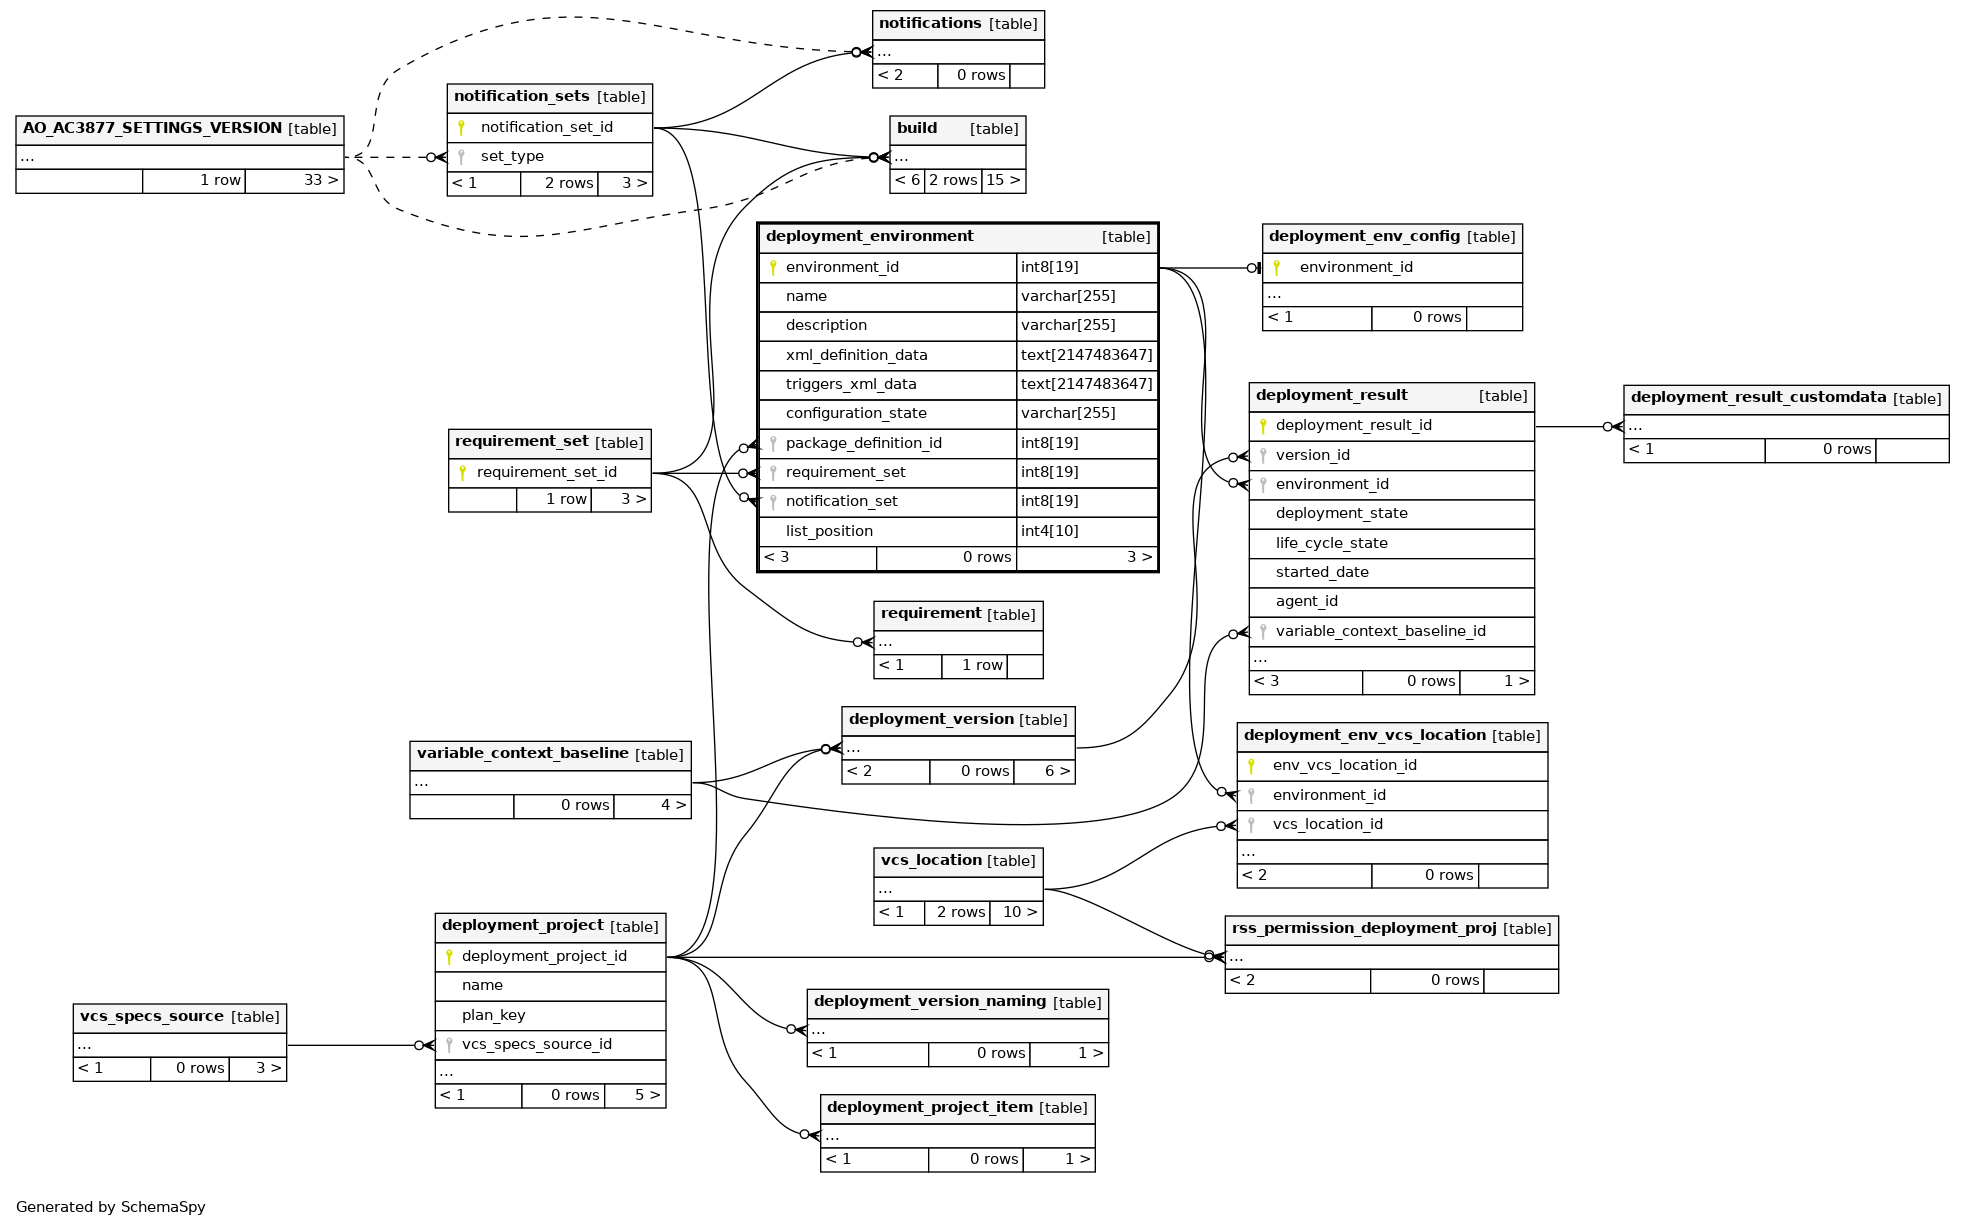 notifications [table]
...
< 2 0 rows
notification_sets [table]
notification_set_id
set_type
< 1 2 rows 3 >
AO_AC3877_SETTINGS_VERSION [table]
...
1 row 33 >
build [table]
...
< 6 2 rows 15 >
deployment_environment [table]
environment_id int8[19]
name varchar[255]
description varchar[255]
xml_definition_data text[2147483647]
triggers_xml_data text[2147483647]
configuration_state varchar[255]
package_definition_id int8[19]
requirement_set int8[19]
notification_set int8[19]
list_position int4[10]
< 3 0 rows 3 >
deployment_env_config [table]
environment_id
...
< 1 0 rows
deployment_result [table]
deployment_result_id
version_id
environment_id
deployment_state
life_cycle_state
started_date
agent_id
variable_context_baseline_id
...
< 3 0 rows 1 >
deployment_result_customdata [table]
...
< 1 0 rows
requirement_set [table]
requirement_set_id
1 row 3 >
requirement [table]
...
< 1 1 row
deployment_version [table]
...
< 2 0 rows 6 >
variable_context_baseline [table]
...
0 rows 4 >
deployment_env_vcs_location [table]
env_vcs_location_id
environment_id
vcs_location_id
...
< 2 0 rows
vcs_location [table]
...
< 1 2 rows 10 >
deployment_project [table]
deployment_project_id
name
plan_key
vcs_specs_source_id
...
< 1 0 rows 5 >
rss_permission_deployment_proj [table]
...
< 2 0 rows
vcs_specs_source [table]
...
< 1 0 rows 3 >
deployment_version_naming [table]
...
< 1 0 rows 1 >
deployment_project_item [table]
...
< 1 0 rows 1 >
Generated by SchemaSpy